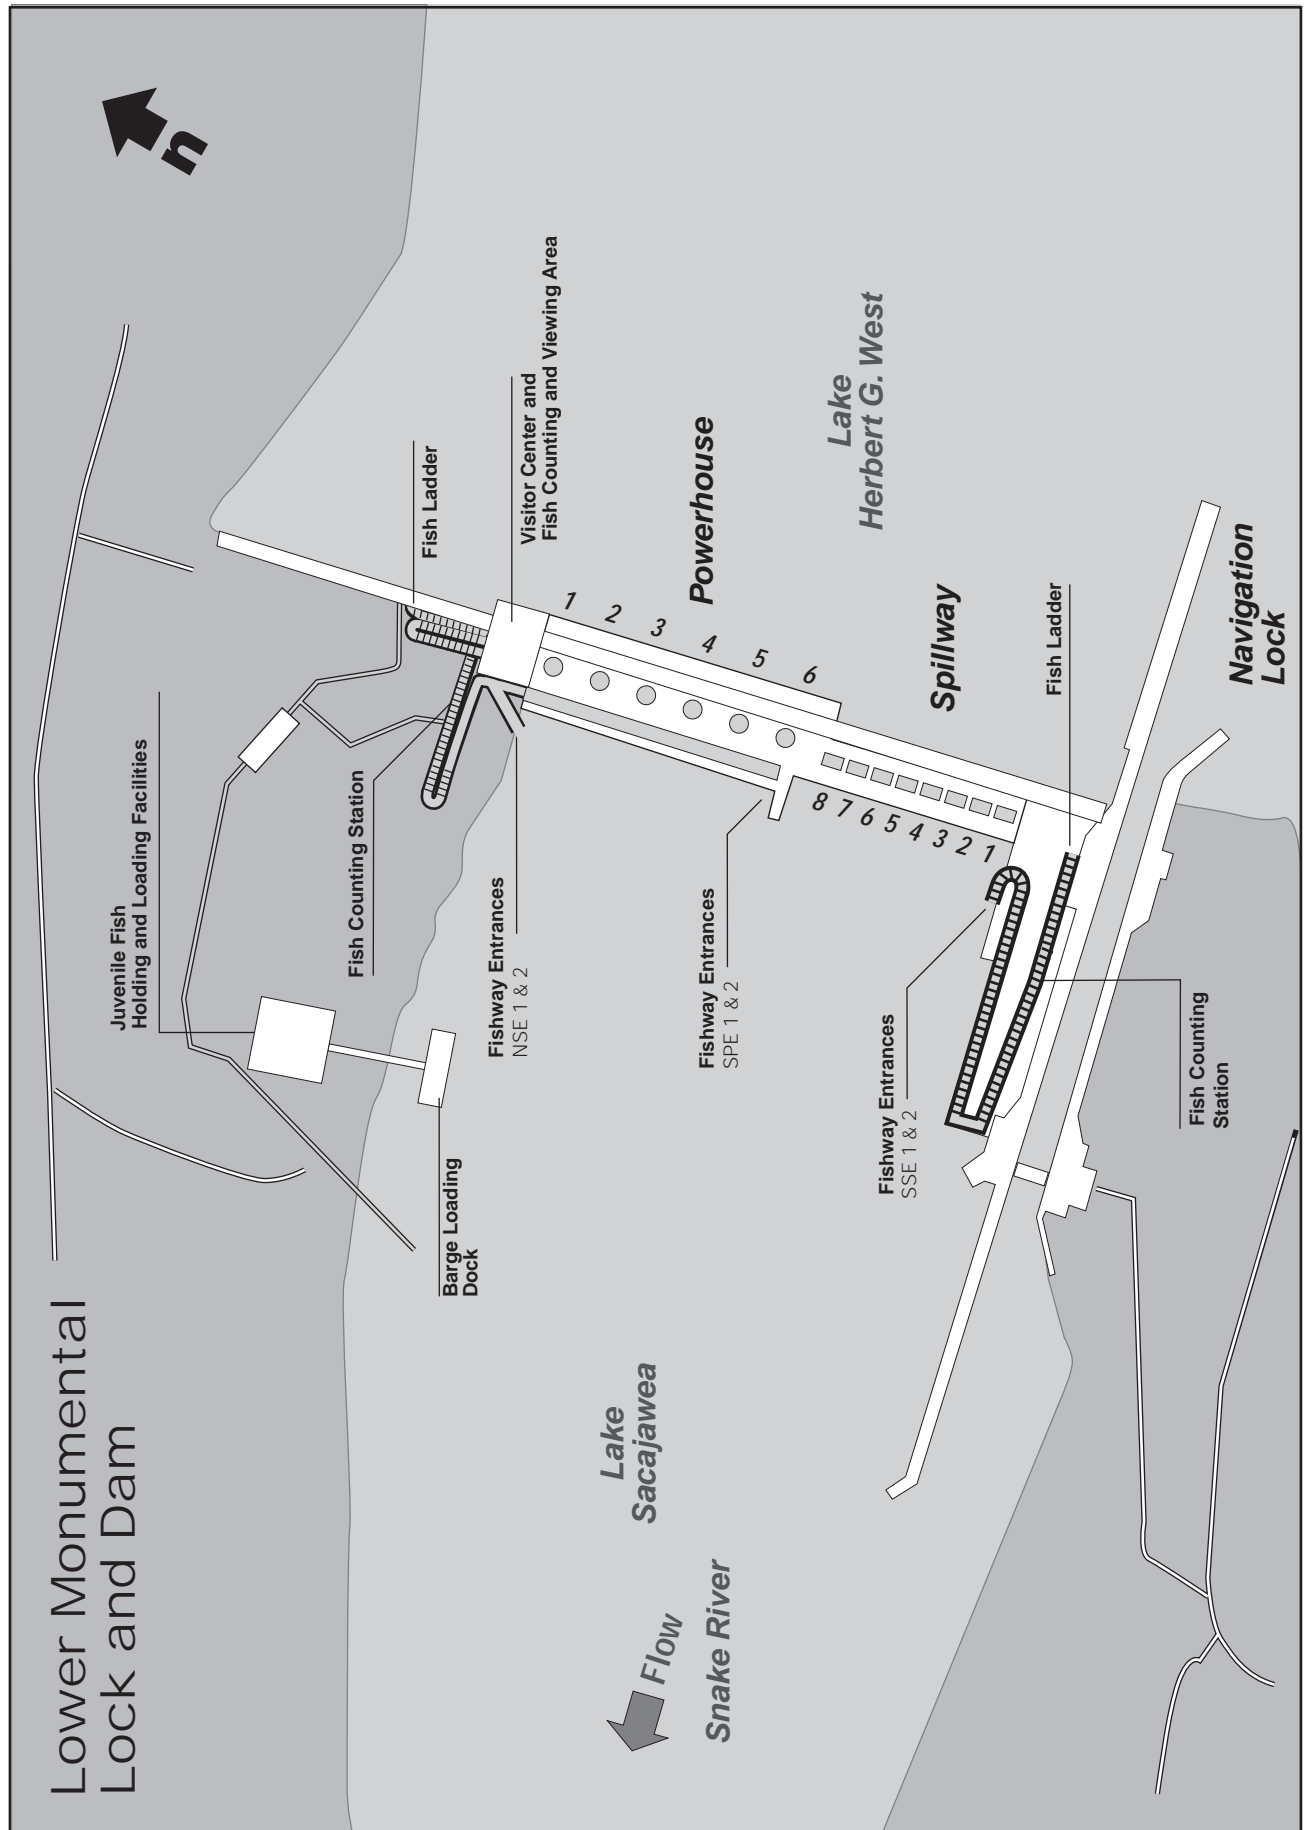 Lower Monumental
Lock and Dam
n
Juvenile Fish
Holding and Loading Facilities
Fish Counting Station
Fish Ladder
Visitor Center and
Fish Counting and Viewing Area
Barge Loading
Dock
Fishway Entrances
NSE 1 & 2
Powerhouse
1
2
3
4
5
6
Fishway Entrances
SPE 1 & 2
Lake
Herbert G. West
Lake
Sacajawea
Flow
Snake River
Spillway
8
7
6
5
4
3
2
1
Fishway Entrances
SSE 1 & 2
Fish Ladder
Fish Counting
Station
Navigation
Lock